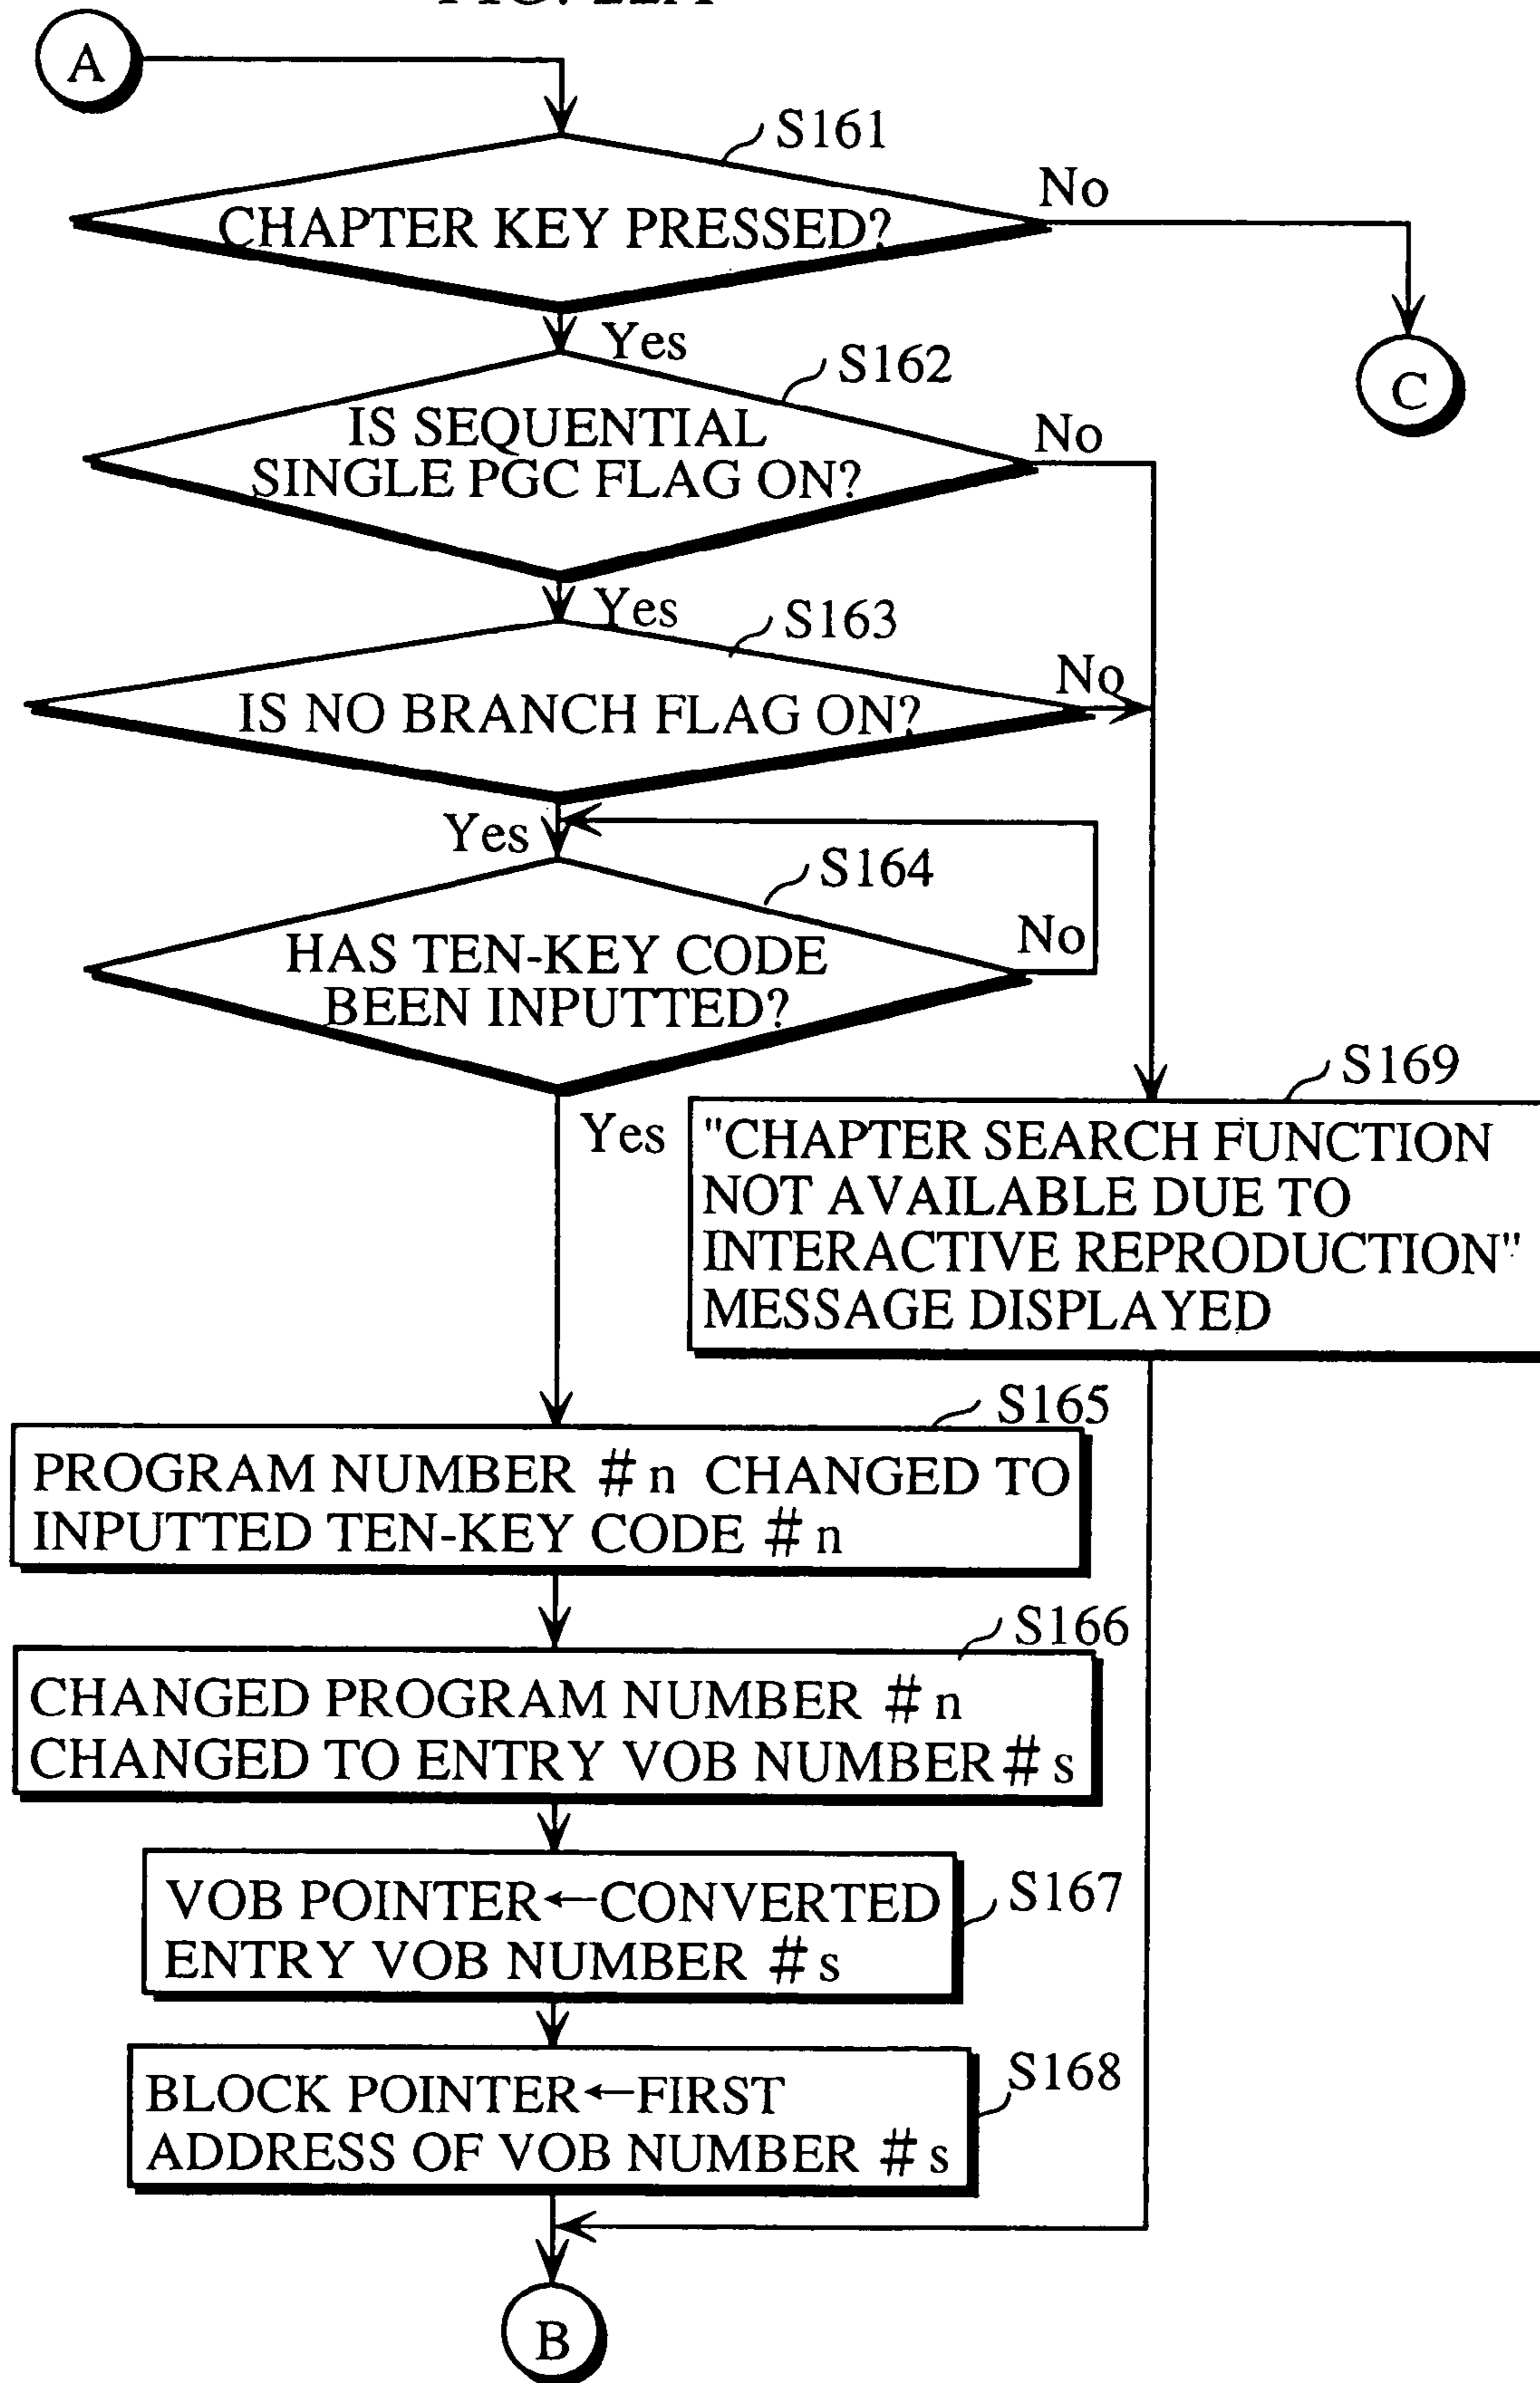 A
S161
CHAPTER KEY PRESSED?
No
C
Yes
S162
IS SEQUENTIAL
SINGLE PGC FLAG ON?
No
Yes
S163
IS NO BRANCH FLAG ON?
No
Yes
S164
HAS TEN-KEY CODE
BEEN INPUTTED?
No
Yes
S169
"CHAPTER SEARCH FUNCTION
NOT AVAILABLE DUE TO
INTERACTIVE REPRODUCTION"
MESSAGE DISPLAYED
S165
PROGRAM NUMBER #n CHANGED TO
INPUTTED TEN-KEY CODE #n
S166
CHANGED PROGRAM NUMBER #n
CHANGED TO ENTRY VOB NUMBER #s
S167
VOB POINTER←CONVERTED
ENTRY VOB NUMBER #s
S168
BLOCK POINTER←FIRST
ADDRESS OF VOB NUMBER #s
B